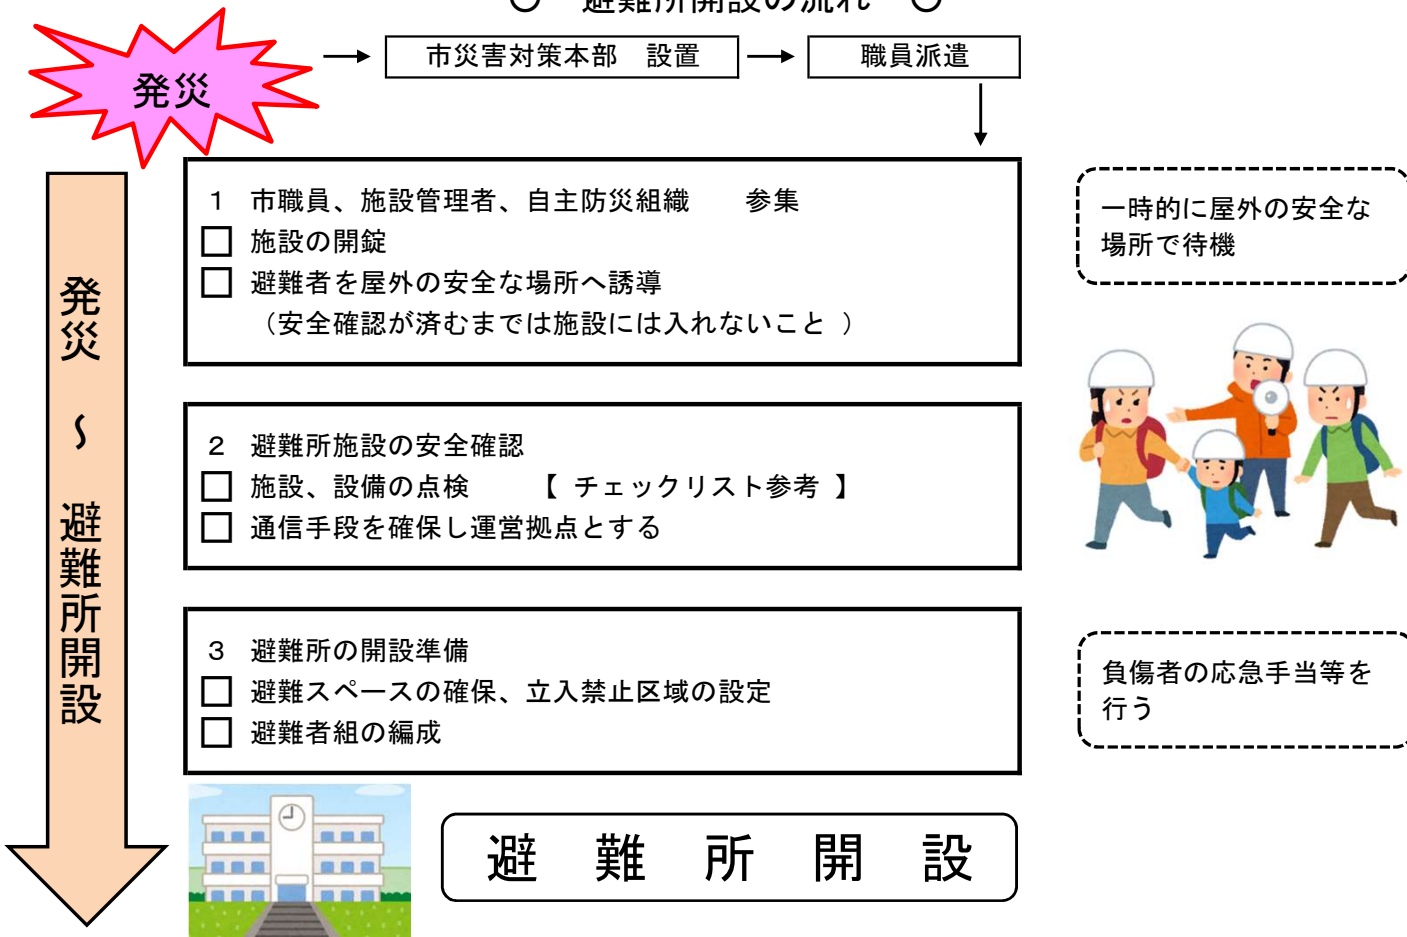 ○　避難所開設の流れ　○
発災
市災害対策本部　設置
職員派遣
発災　～　避難所開設
１　市職員、施設管理者、自主防災組織　　参集
□ 施設の開錠
□ 避難者を屋外の安全な場所へ誘導
（安全確認が済むまでは施設には入れないこと ）
一時的に屋外の安全な
場所で待機
２　避難所施設の安全確認
□ 施設、設備の点検　　【 チェックリスト参考 】
□ 通信手段を確保し運営拠点とする
３　避難所の開設準備
□ 避難スペースの確保、立入禁止区域の設定
□ 避難者組の編成
負傷者の応急手当等を
行う
避　難　所　開　設